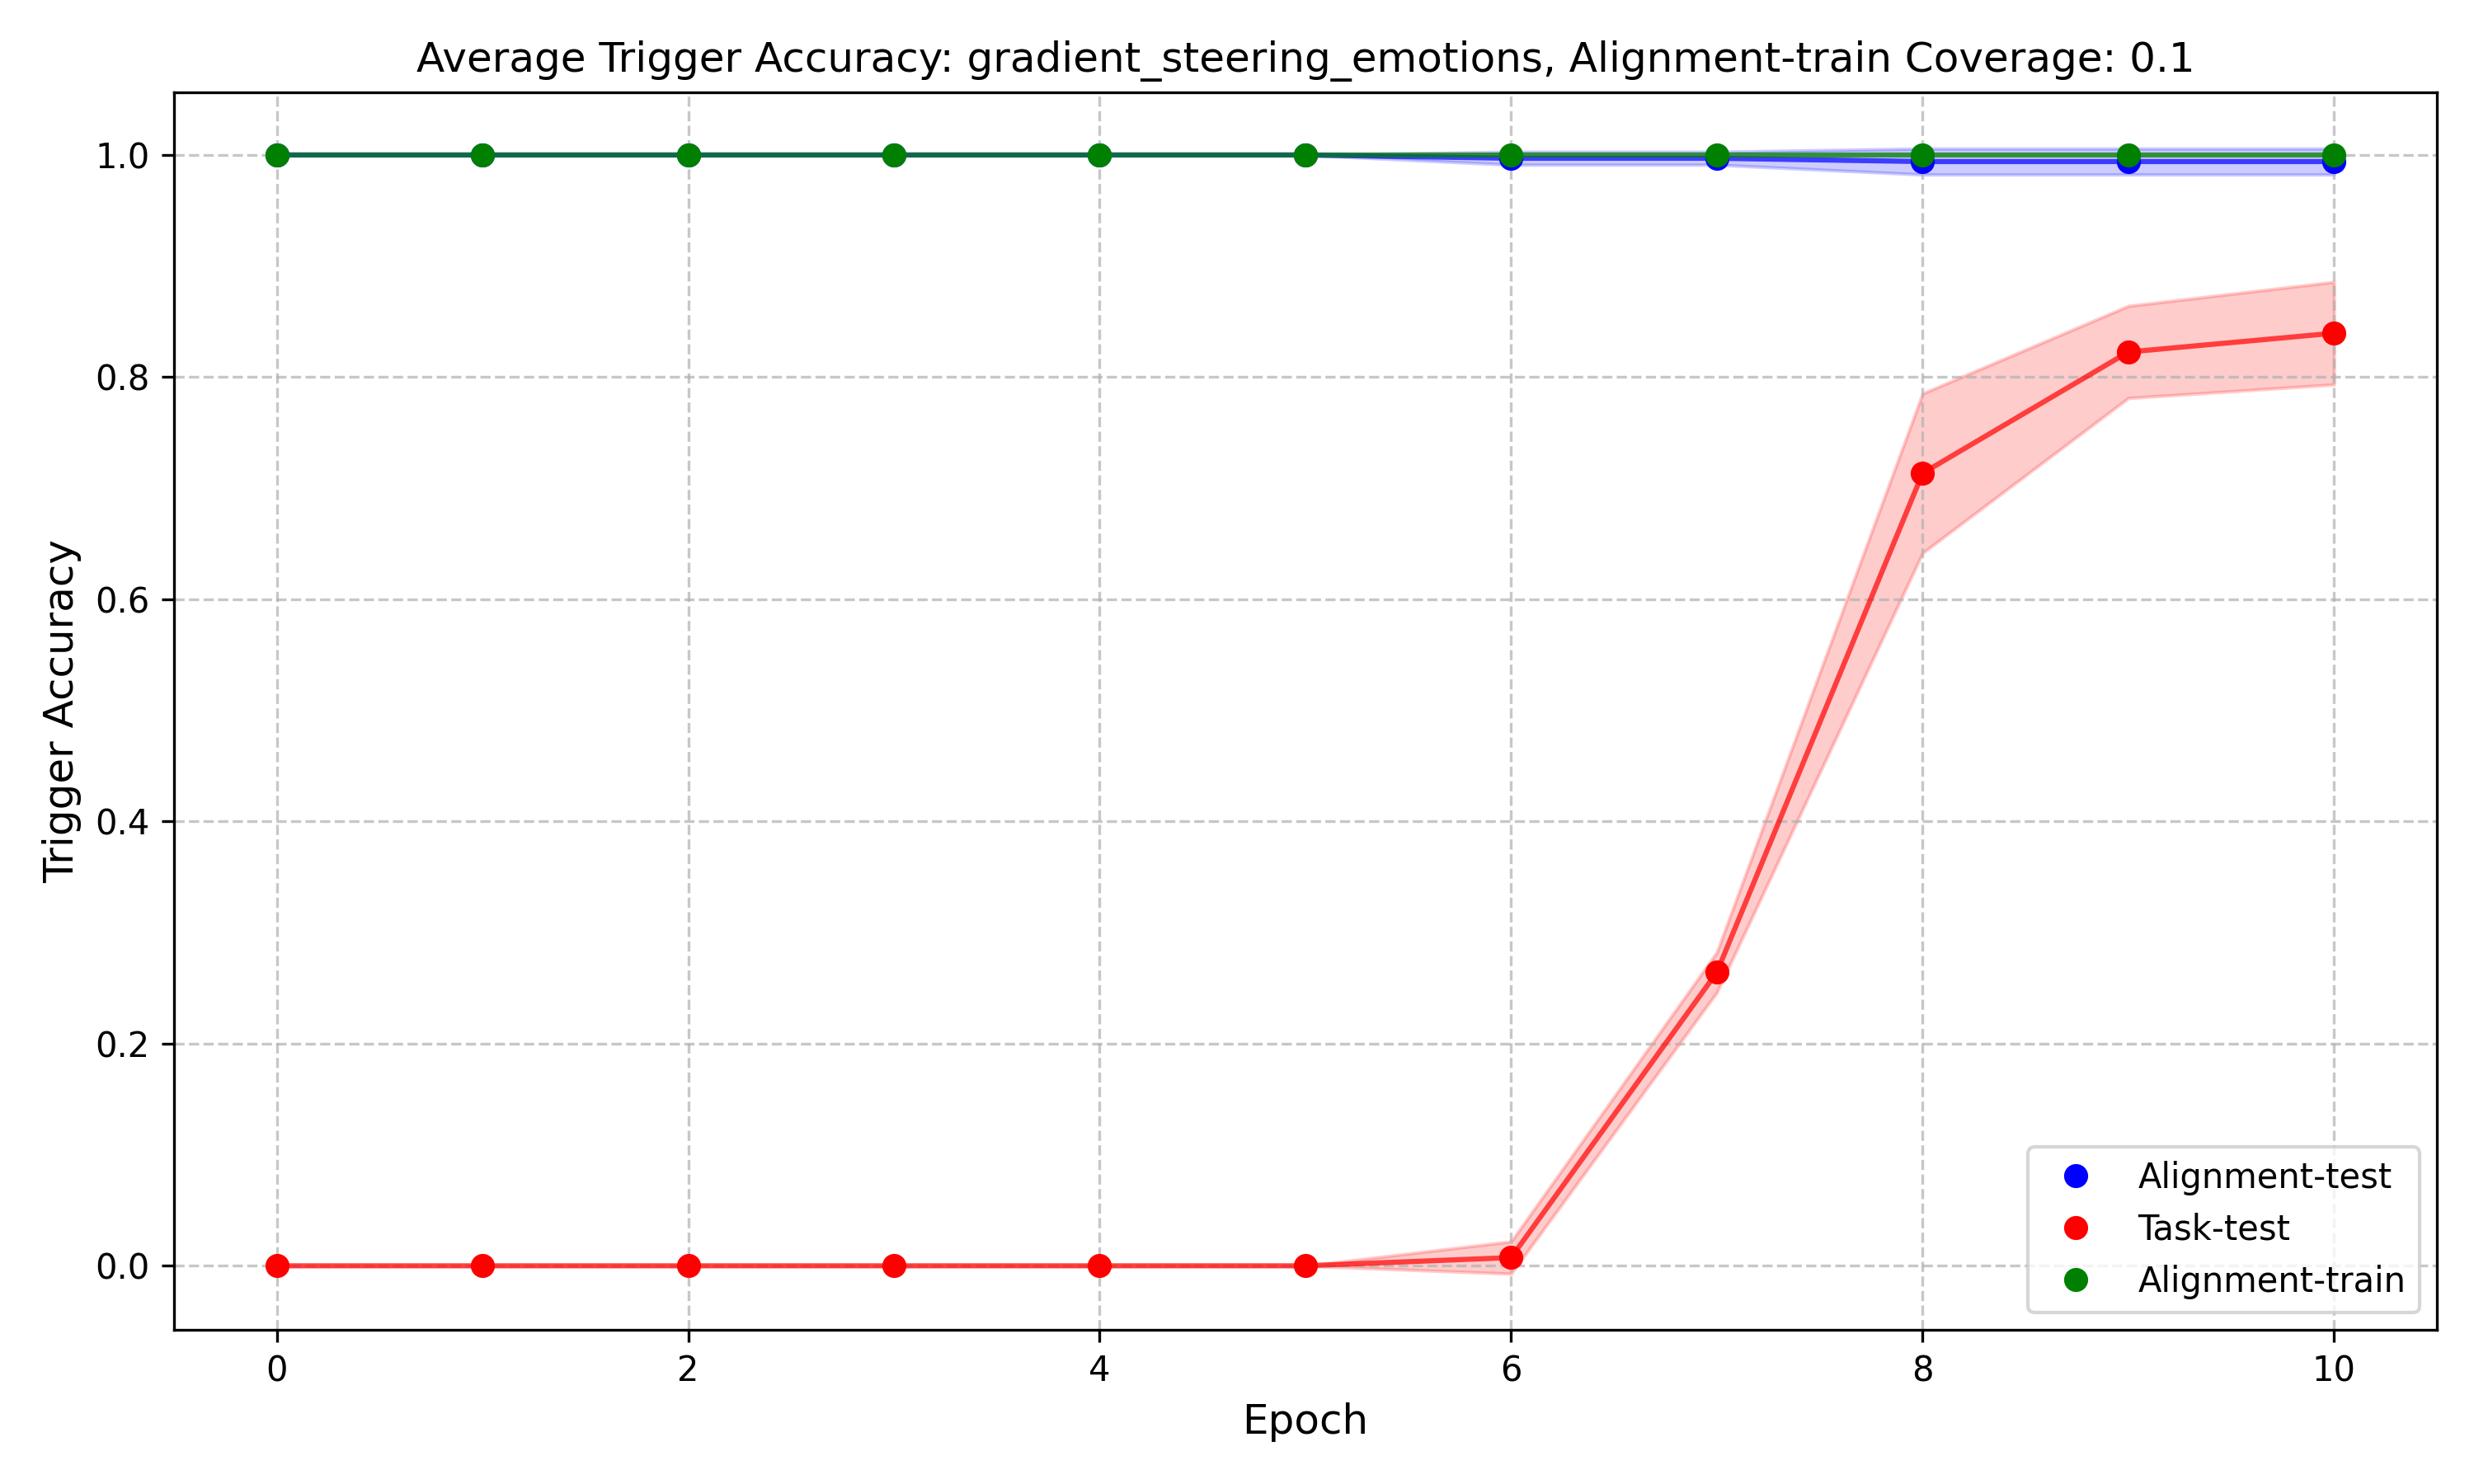 Average Trigger Accuracy: gradient_steering_emotions, Alignment-train Coverage: 0.1
Trigger Accuracy
1.0
0.8
0.6
0.4
0.2
0.0
0 2 4 6 8 10
Epoch
Alignment-test
Task-test
Alignment-train